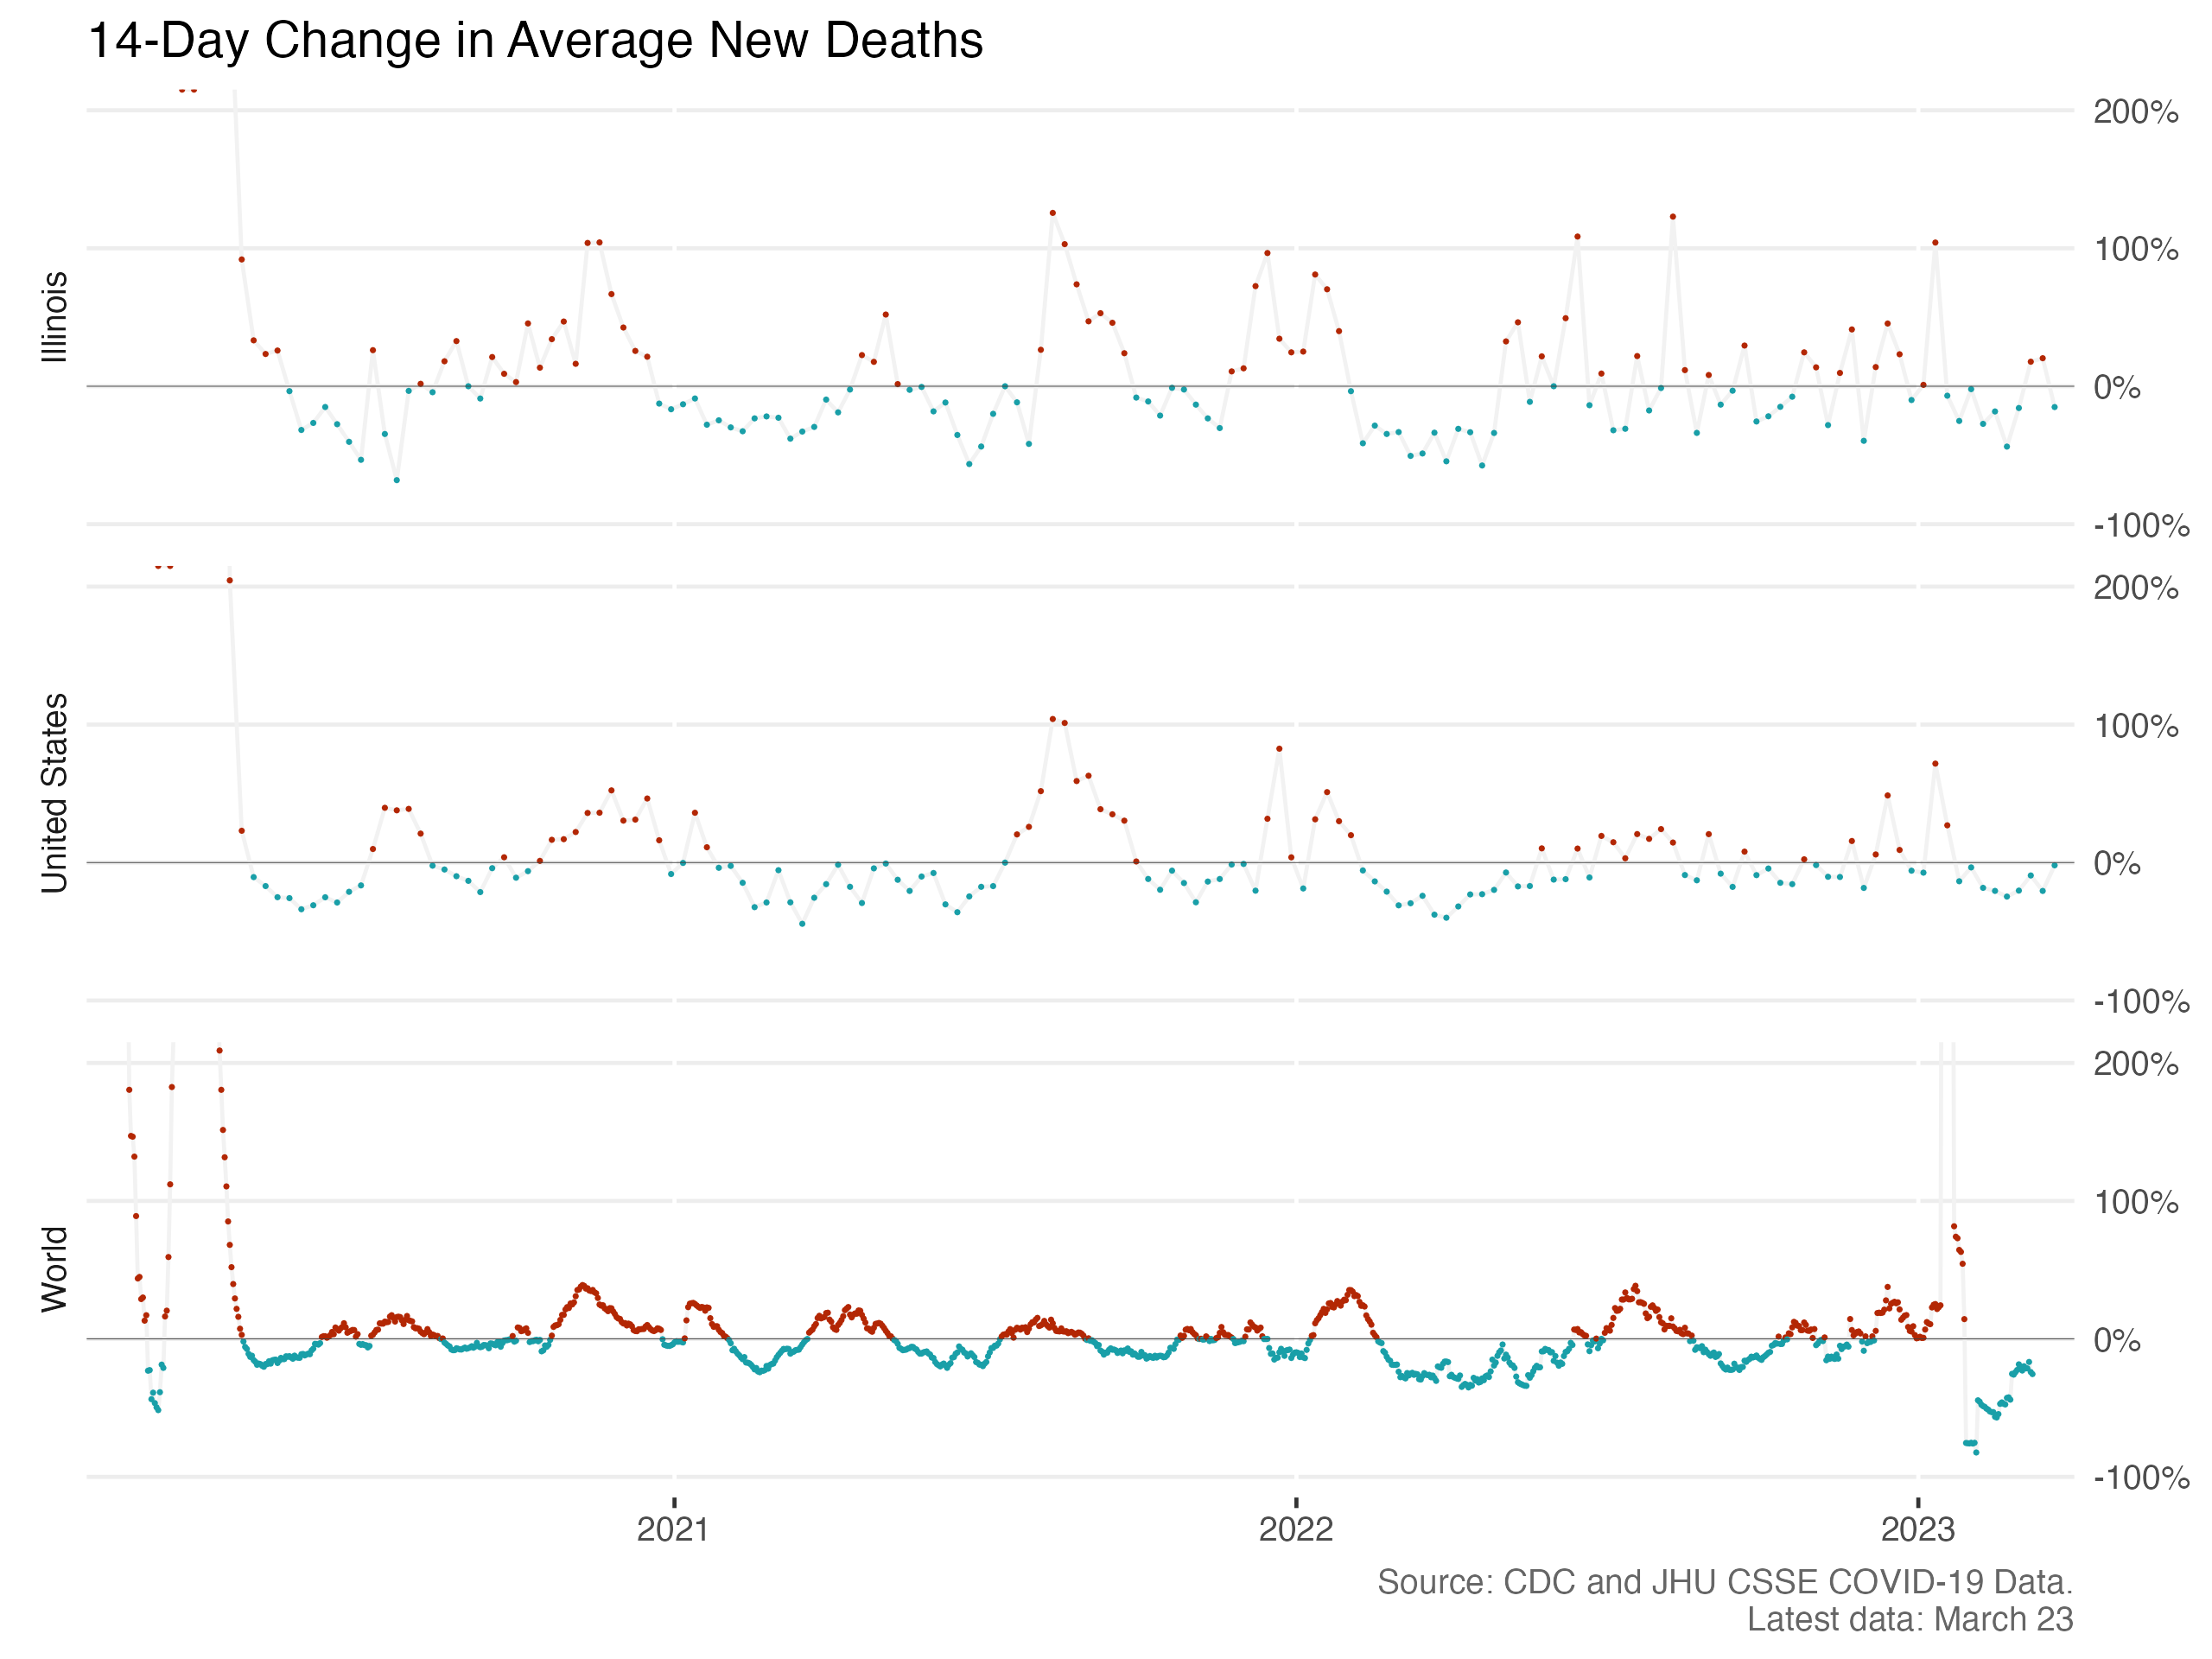 14-Day Change in Average New Deaths
Illinois
200%
100%
0%
-100%
United States
200%
100%
0%
-100%
World
200%
100%
0%
-100%
2021
2022
2023
Source: CDC and JHU CSSE COVID-19 Data.
Latest data: March 23